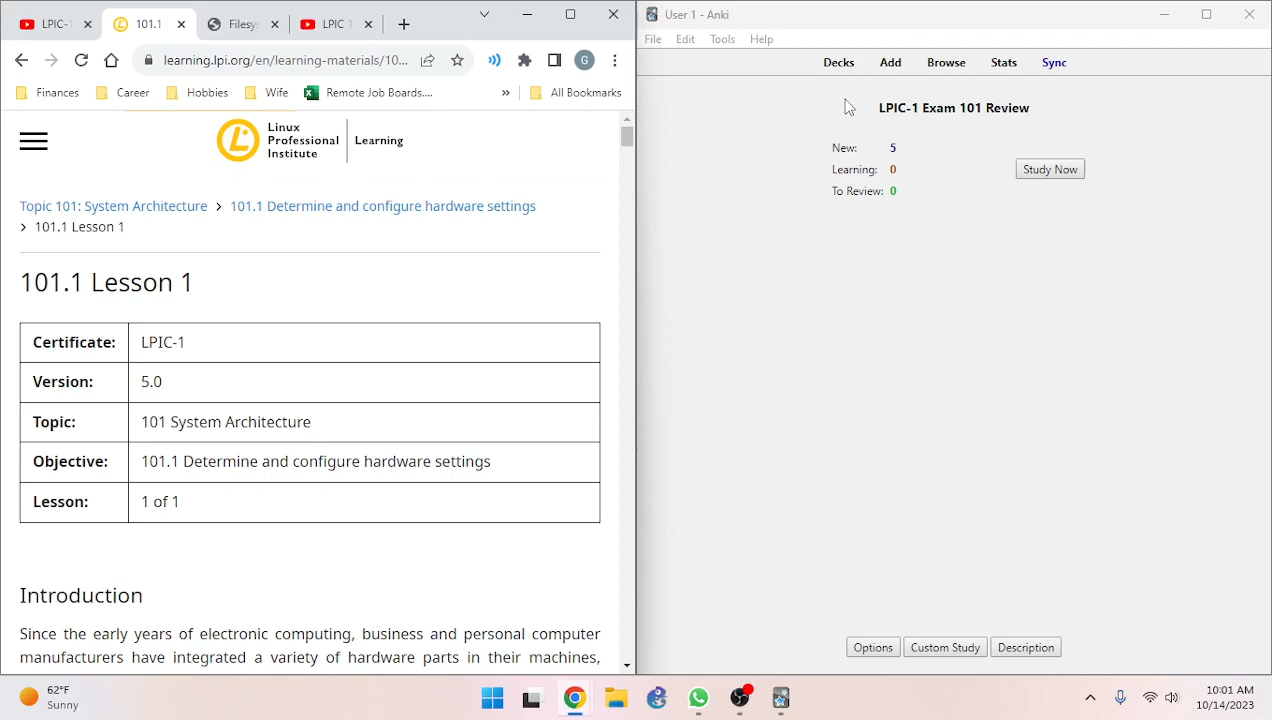 LPIC-
101.1
Filesy
LPIC 1
learning.lpi.org/en/learning-materials/10...
G
Finances
Career
Hobbies
Wife
Remote Job Boards....
»
All Bookmarks
Linux
Professional
Institute
Learning
Topic 101: System Architecture > 101.1 Determine and configure hardware settings
> 101.1 Lesson 1
101.1 Lesson 1
Certificate: LPIC-1
Version: 5.0
Topic: 101 System Architecture
Objective: 101.1 Determine and configure hardware settings
Lesson: 1 of 1
Introduction
Since the early years of electronic computing, business and personal computer
manufacturers have integrated a variety of hardware parts in their machines,
User 1 - Anki
File Edit Tools Help
Decks Add Browse Stats Sync
LPIC-1 Exam 101 Review
New: 5
Learning: 0
To Review: 0
Study Now
Options Custom Study Description
62°F
Sunny
10:01 AM
10/14/2023